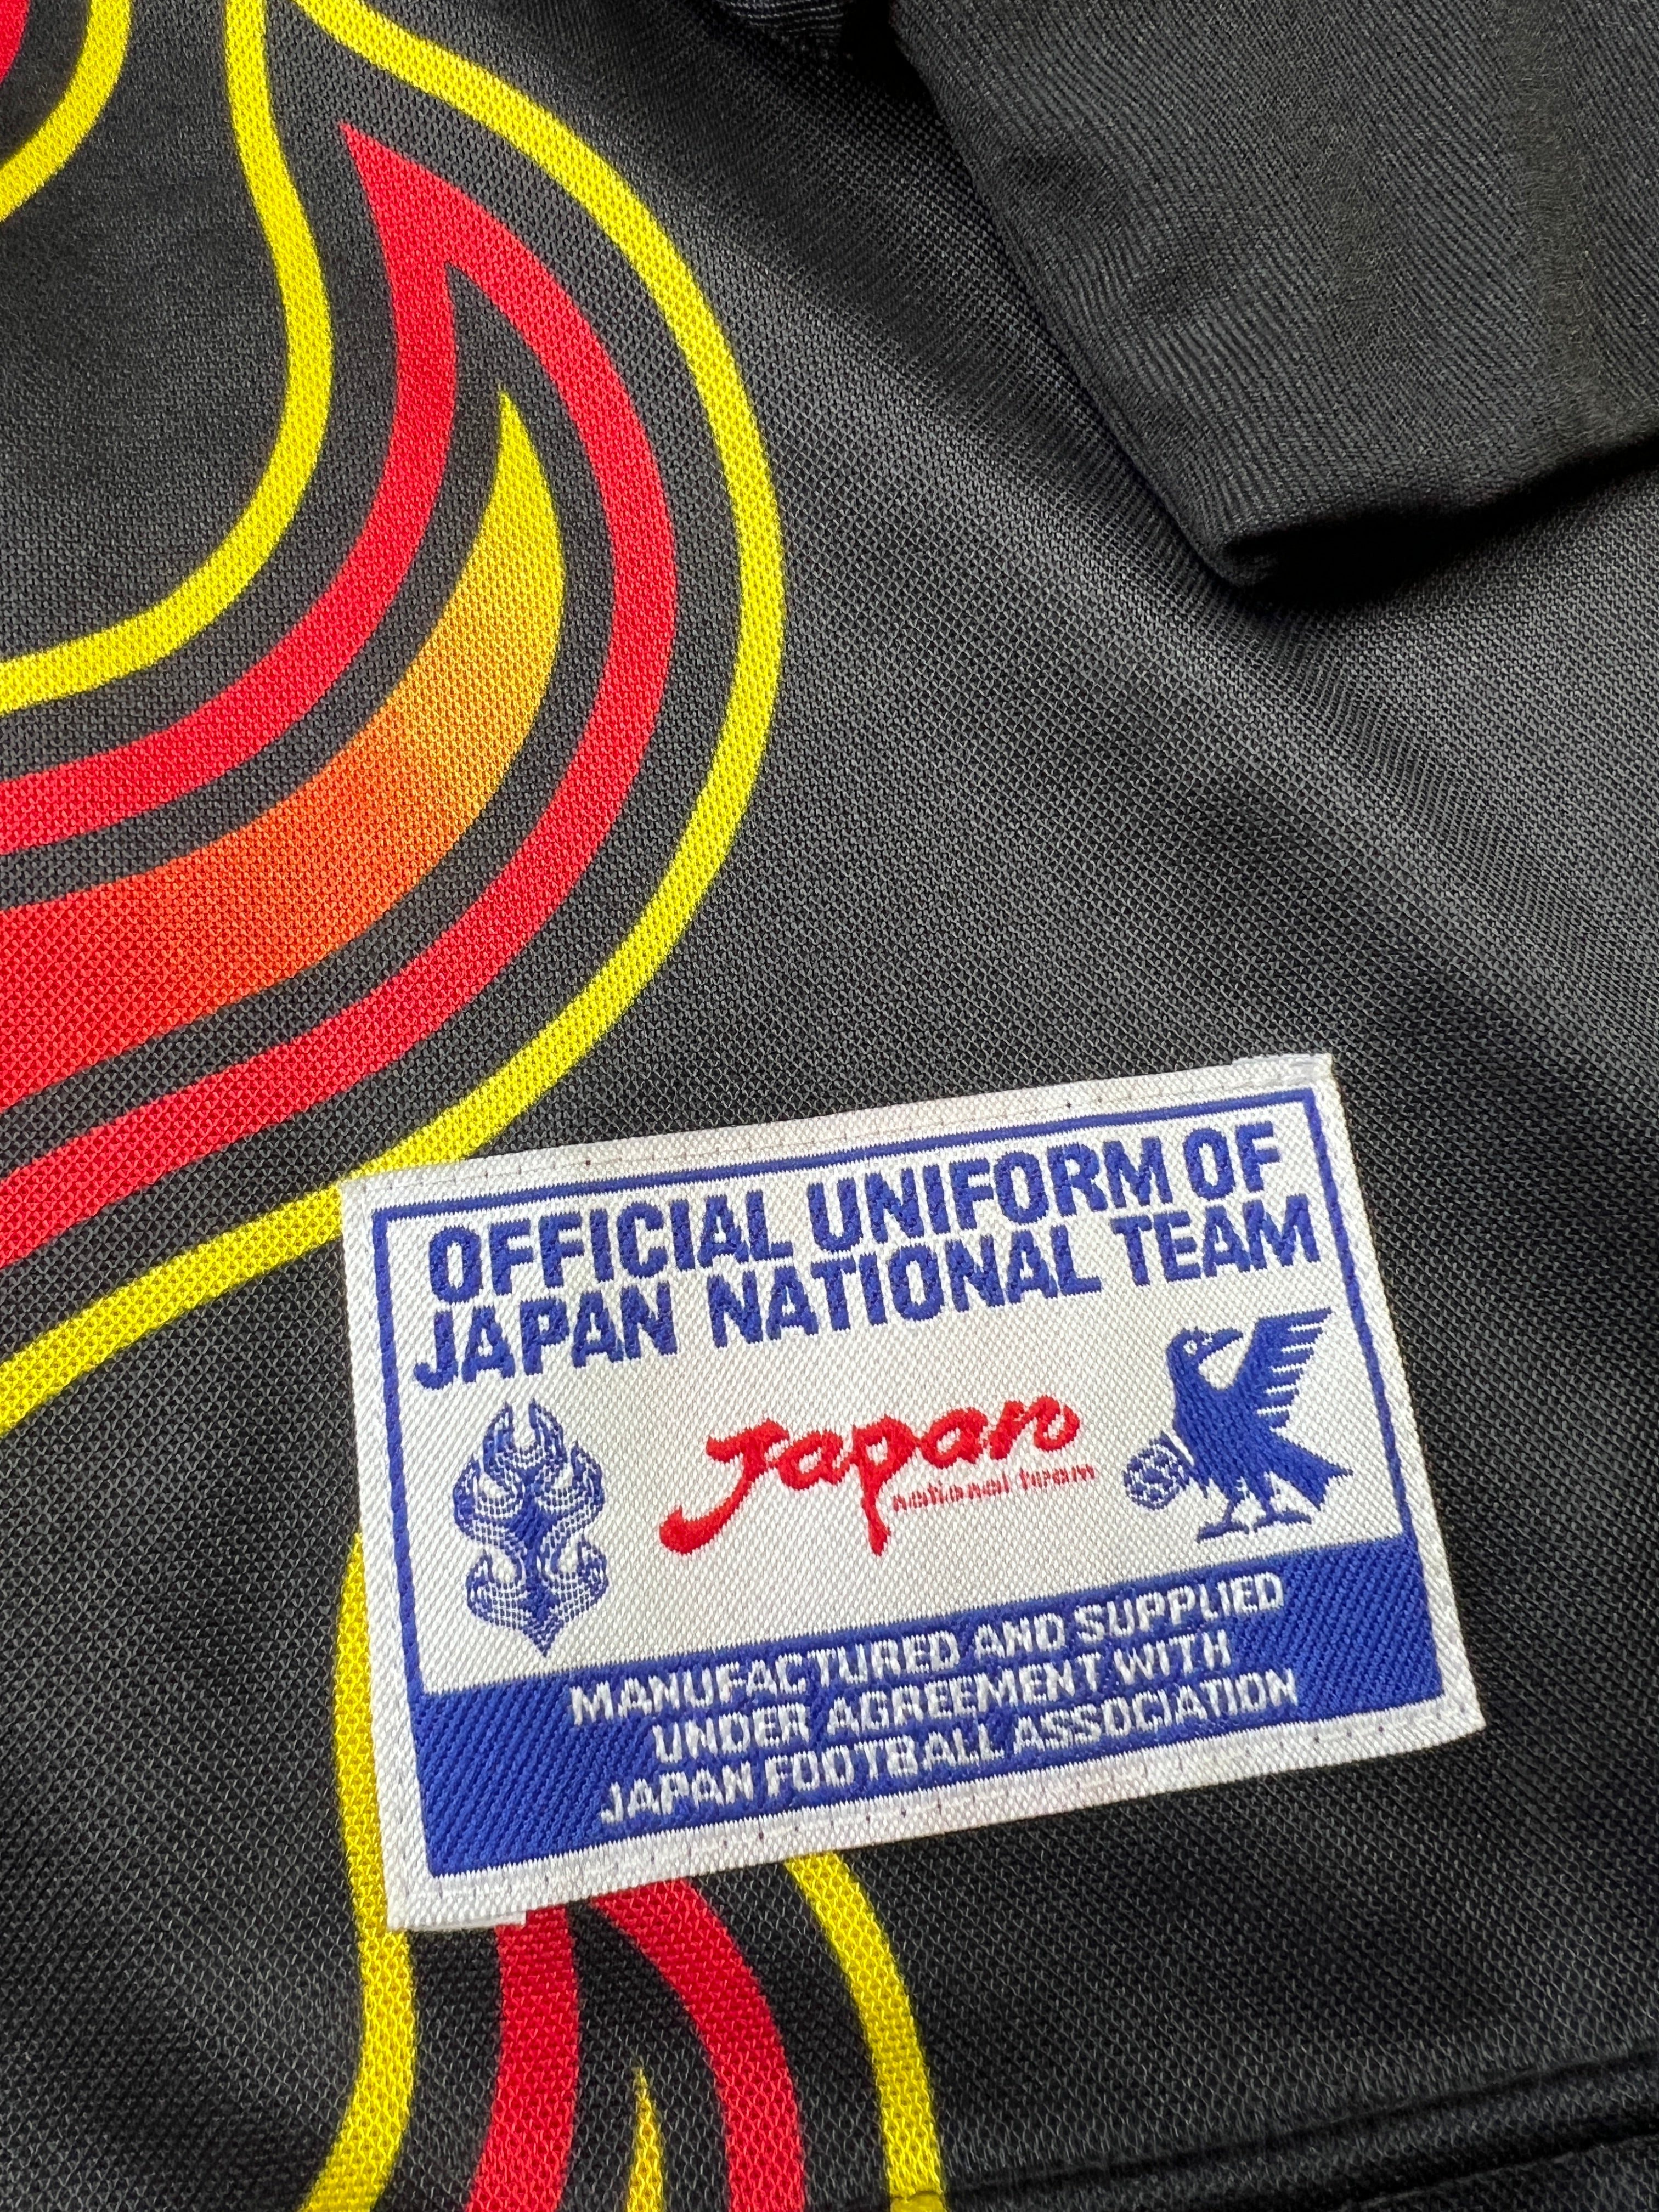 OFFICIAL UNIFORM OF
JAPAN NATIONAL TEAM
Japan
national team
MANUFACTURED AND SUPPLIED
UNDER AGREEMENT WITH
JAPAN FOOTBALL ASSOCIATION